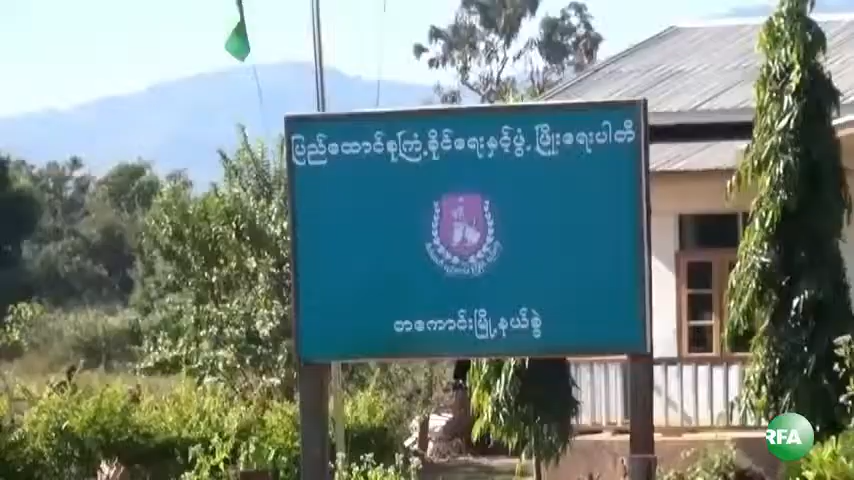 ပြည်ထောင်စုကြံ့ခိုင်ရေးနှင့်ဖွံ့ဖြိုးရေးပါတီ
တကောင်းမြို့နယ်ခွဲ
RFA